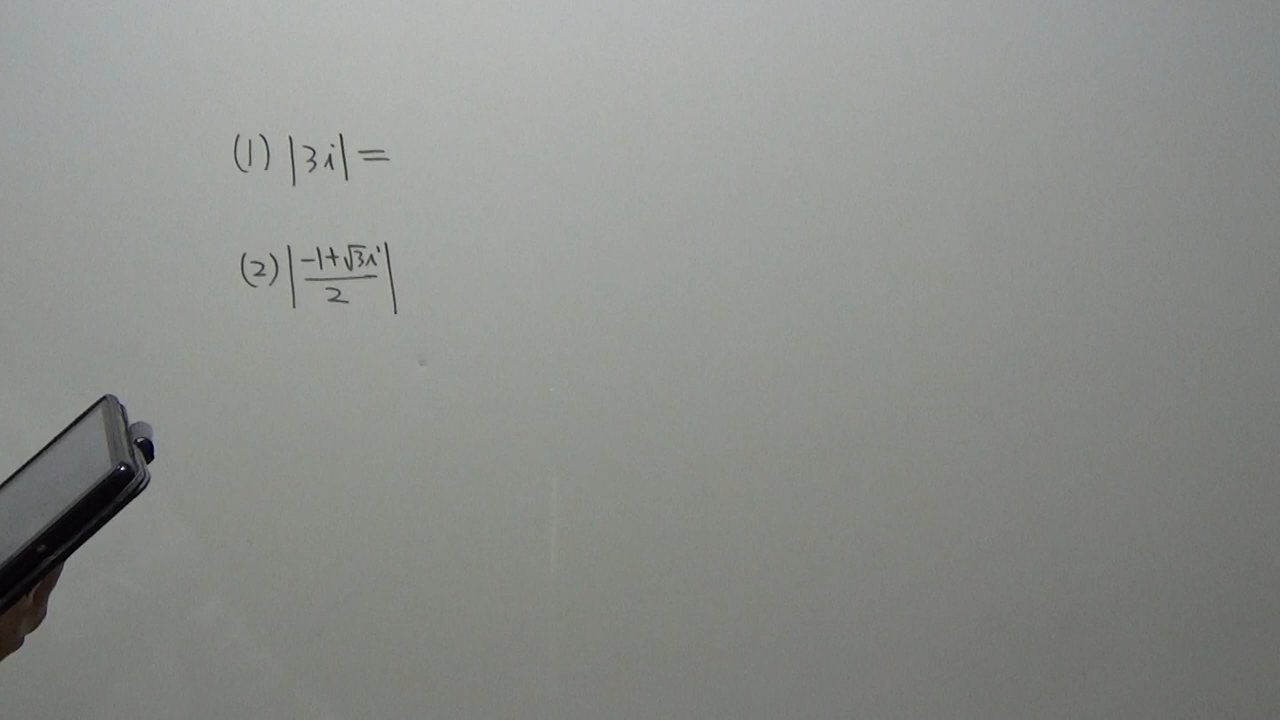 (1) |3i| =
(2) |(-1+√3i)/2|